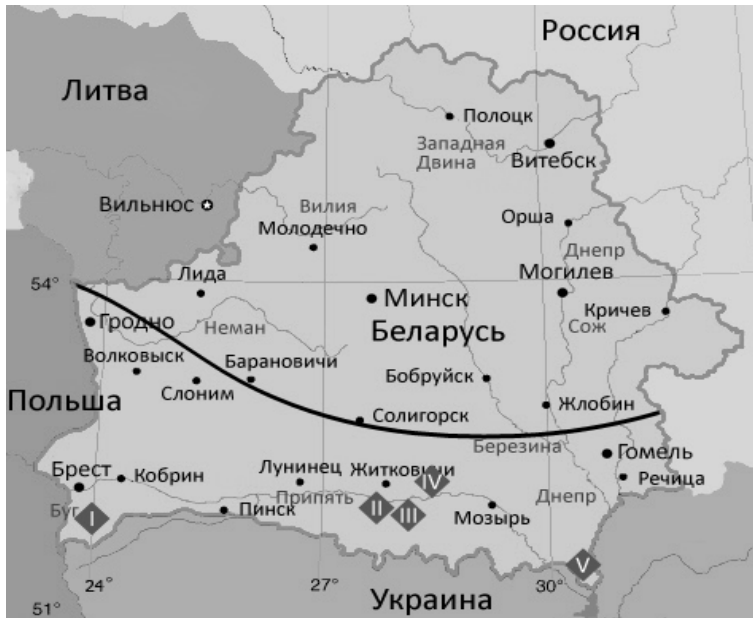 Россия
Литва
Полоцк
Западная
Двина
Витебск
Вильнюс
Вилия
Молодечно
Орша
Днепр
54°
Лида
Могилев
Минск
Кричев
Гродно
Неман
Беларусь
Сож
Волковыск
Барановичи
Бобруйск
Слоним
Польша
Солигорск
Жлобин
Березина
Гомель
Брест
Кобрин
Лунинец
Житковичи
Речица
IV
Припять
Днепр
Буг
I
Пинск
II
III
Мозырь
V
24°
27°
30°
51°
Украина